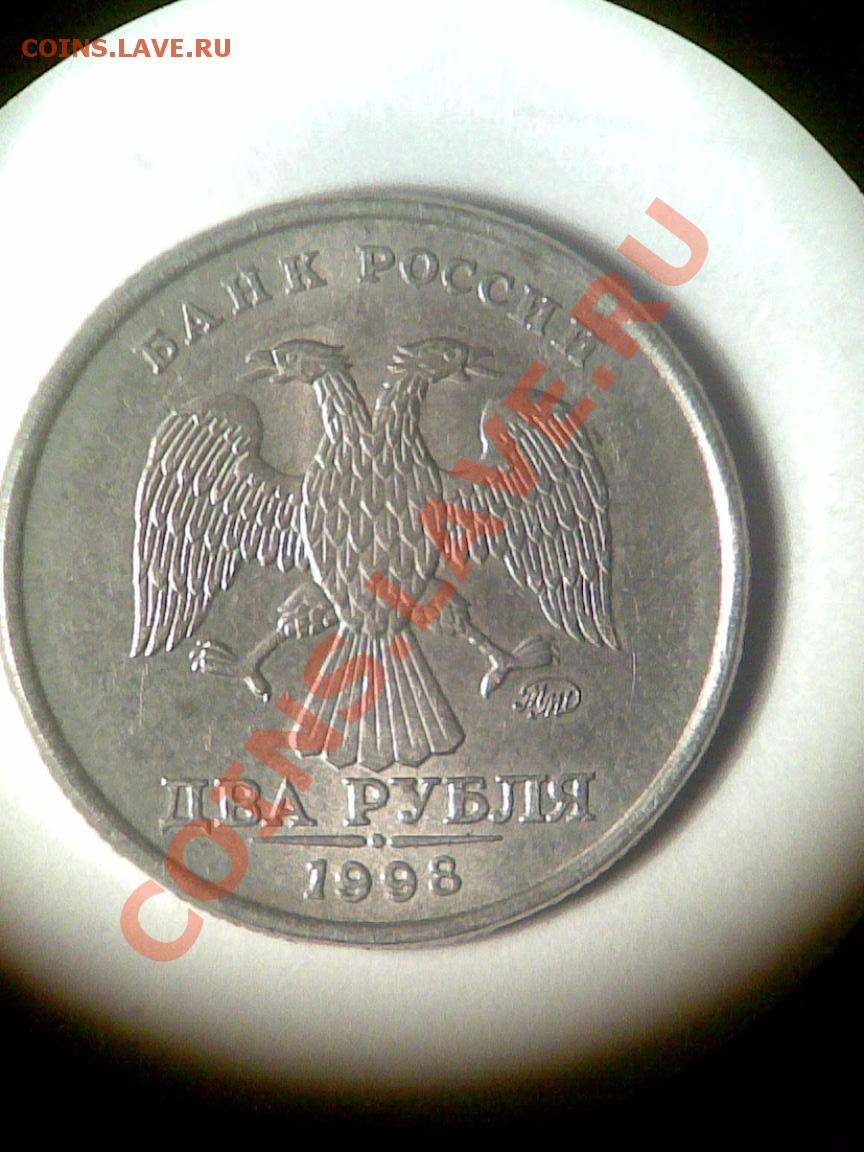 COINS.LAVE.RU
БАНК РОССИИ
COINS.LAVE.RU
ММД
ДВА РУБЛЯ
1998